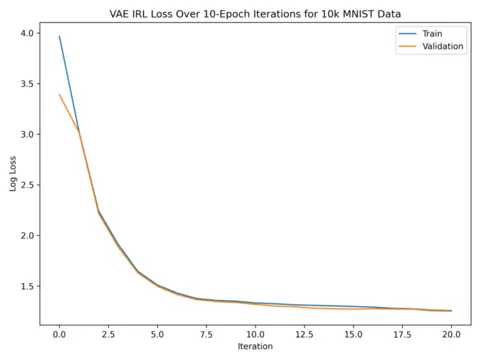 VAE IRL Loss Over 10-Epoch Iterations for 10k MNIST Data
Train
Validation
Log Loss
4.0
3.5
3.0
2.5
2.0
1.5
0.0 2.5 5.0 7.5 10.0 12.5 15.0 17.5 20.0
Iteration